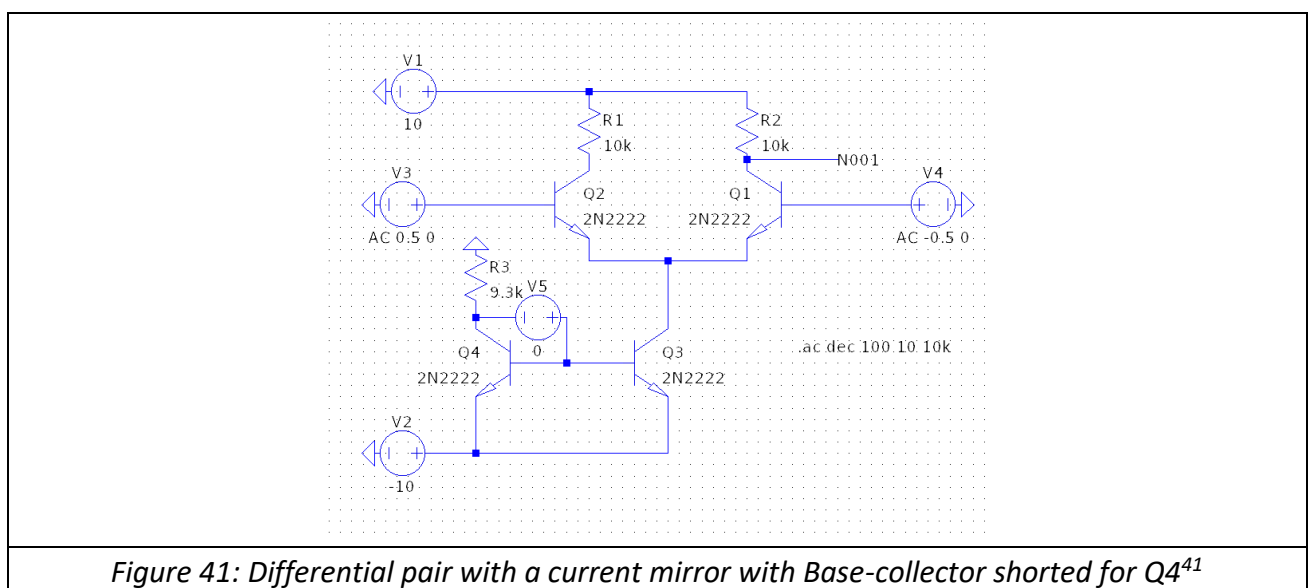 V1
10
R1
10k
R2
10k
N001
V3
AC 0.5 0
Q2
2N2222
Q1
2N2222
V4
AC -0.5 0
R3
9.3k
V5
0
Q4
2N2222
Q3
2N2222
.ac dec 100 10 10k
V2
-10
Figure 41: Differential pair with a current mirror with Base-collector shorted for Q4⁴¹